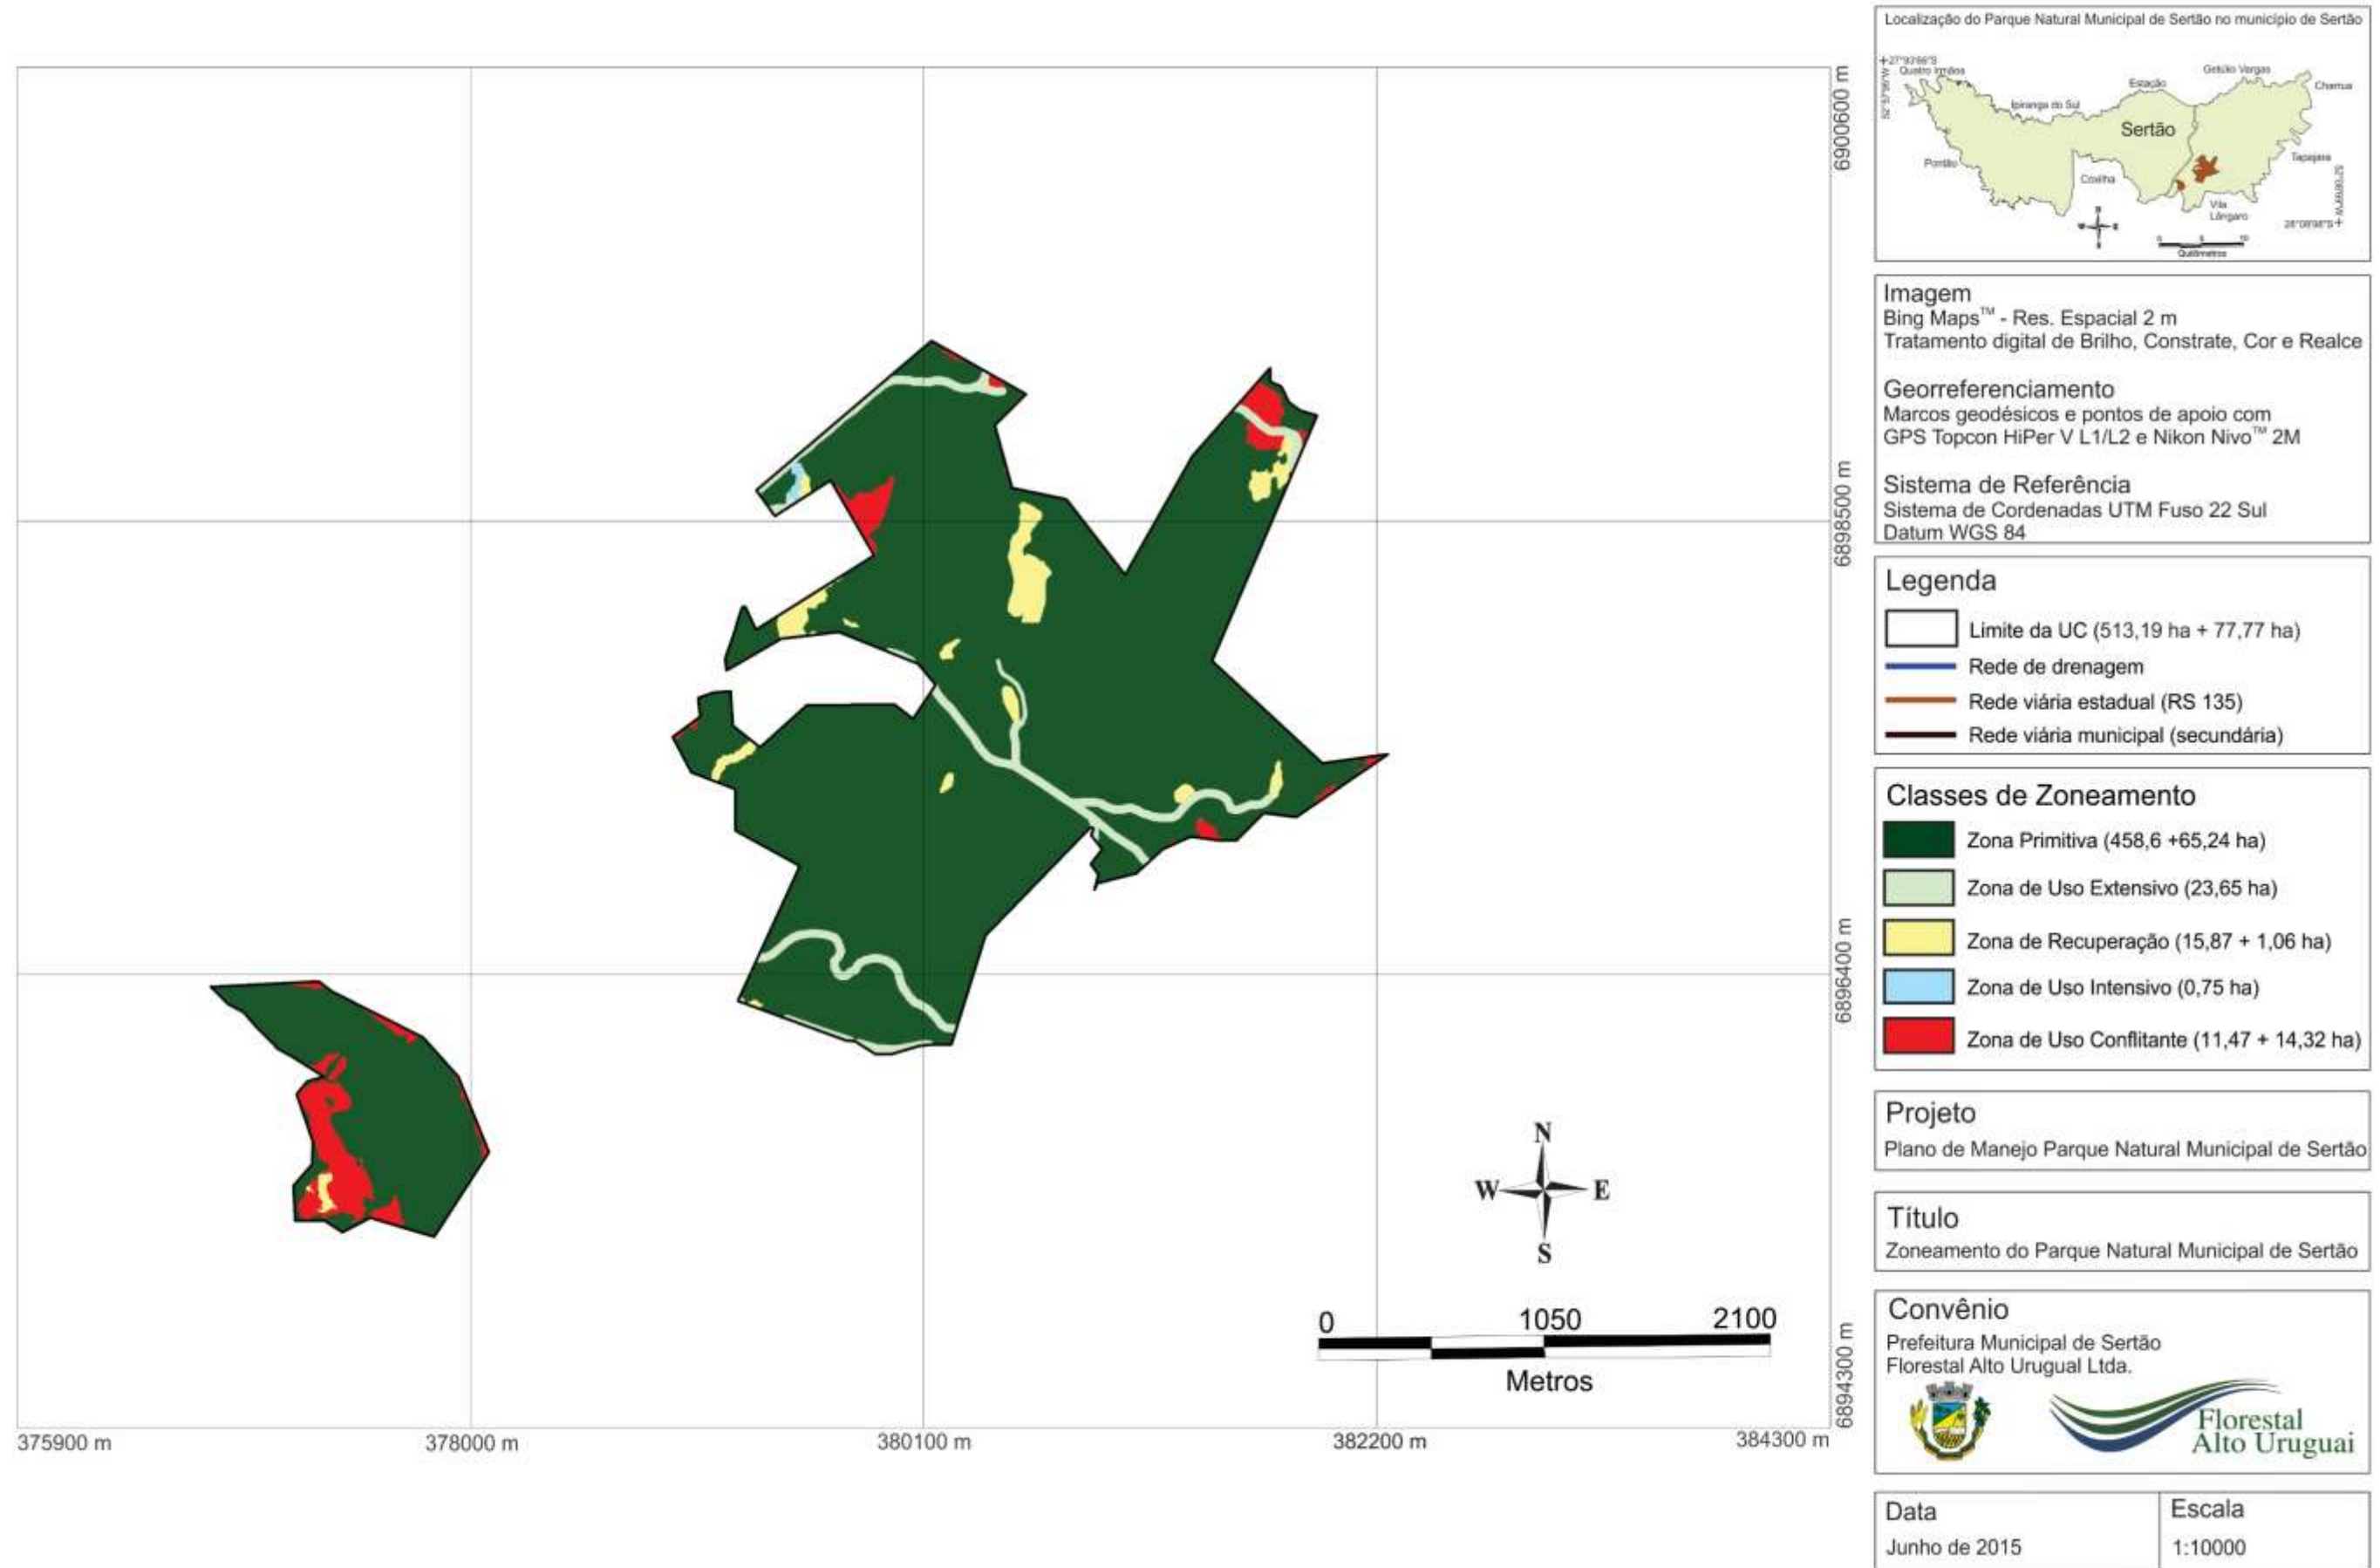 Localização do Parque Natural Municipal de Sertão no município de Sertão
Quatro Irmãos
Getúlio Vargas
Estação
Charrua
Ipiranga do Sul
Sertão
Pontão
Tapejara
Coxilha
Vila
Lângaro
N
W E
S
0 5 10
Quilômetros
Imagem
Bing Maps™ - Res. Espacial 2 m
Tratamento digital de Brilho, Constrate, Cor e Realce
Georreferenciamento
Marcos geodésicos e pontos de apoio com
GPS Topcon HiPer V L1/L2 e Nikon Nivo™ 2M
Sistema de Referência
Sistema de Cordenadas UTM Fuso 22 Sul
Datum WGS 84
Legenda
Limite da UC (513,19 ha + 77,77 ha)
Rede de drenagem
Rede viária estadual (RS 135)
Rede viária municipal (secundária)
Classes de Zoneamento
Zona Primitiva (458,6 +65,24 ha)
Zona de Uso Extensivo (23,65 ha)
Zona de Recuperação (15,87 + 1,06 ha)
Zona de Uso Intensivo (0,75 ha)
Zona de Uso Conflitante (11,47 + 14,32 ha)
Projeto
Plano de Manejo Parque Natural Municipal de Sertão
Título
Zoneamento do Parque Natural Municipal de Sertão
Convênio
Prefeitura Municipal de Sertão
Florestal Alto Urugual Ltda.
Florestal
Alto Uruguai
Data
Junho de 2015
Escala
1:10000
6900600 m
6898500 m
6896400 m
6894300 m
N
W E
S
0 1050 2100
Metros
375900 m 378000 m 380100 m 382200 m 384300 m